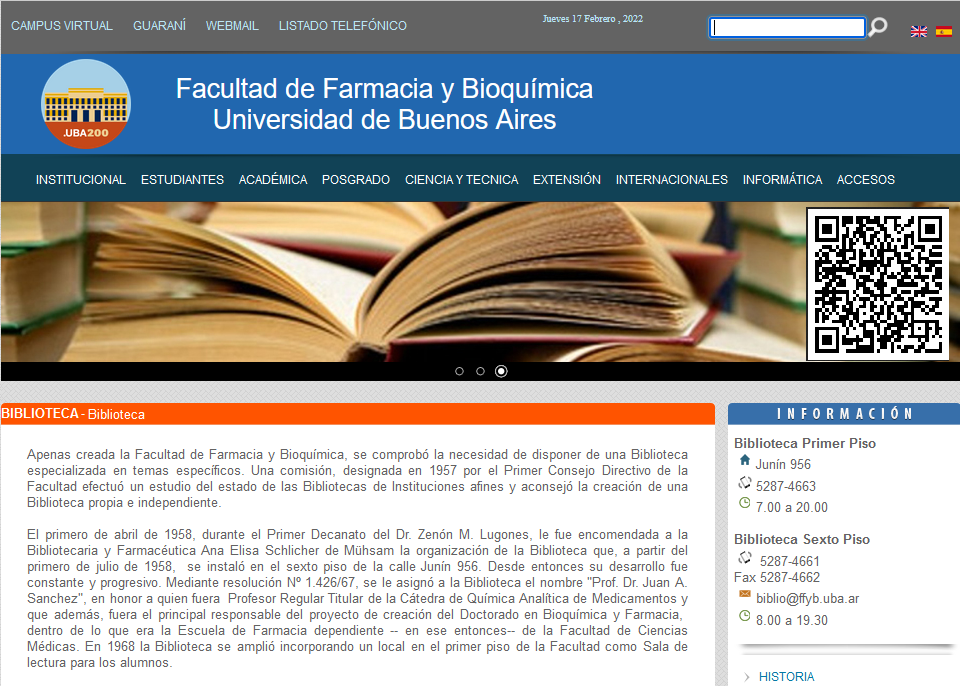 CAMPUS VIRTUAL GUARANÍ WEBMAIL LISTADO TELEFÓNICO
Jueves 17 Febrero , 2022
.UBA200
Facultad de Farmacia y Bioquímica
Universidad de Buenos Aires
INSTITUCIONAL ESTUDIANTES ACADÉMICA POSGRADO CIENCIA Y TECNICA EXTENSIÓN INTERNACIONALES INFORMÁTICA ACCESOS
BIBLIOTECA - Biblioteca
Apenas creada la Facultad de Farmacia y Bioquímica, se comprobó la necesidad de disponer de una Biblioteca
especializada en temas específicos. Una comisión, designada en 1957 por el Primer Consejo Directivo de la
Facultad efectuó un estudio del estado de las Bibliotecas de Instituciones afines y aconsejó la creación de una
Biblioteca propia e independiente.
El primero de abril de 1958, durante el Primer Decanato del Dr. Zenón M. Lugones, le fue encomendada a la
Bibliotecaria y Farmacéutica Ana Elisa Schlicher de Mühsam la organización de la Biblioteca que, a partir del
primero de julio de 1958, se instaló en el sexto piso de la calle Junín 956. Desde entonces su desarrollo fue
constante y progresivo. Mediante resolución Nº 1.426/67, se le asignó a la Biblioteca el nombre "Prof. Dr. Juan A.
Sanchez", en honor a quien fuera Profesor Regular Titular de la Cátedra de Química Analítica de Medicamentos y
que además, fuera el principal responsable del proyecto de creación del Doctorado en Bioquímica y Farmacia,
dentro de lo que era la Escuela de Farmacia dependiente -- en ese entonces-- de la Facultad de Ciencias
Médicas. En 1968 la Biblioteca se amplió incorporando un local en el primer piso de la Facultad como Sala de
lectura para los alumnos.
INFORMACIÓN
Biblioteca Primer Piso
Junín 956
5287-4663
7.00 a 20.00
Biblioteca Sexto Piso
5287-4661
Fax 5287-4662
biblio@ffyb.uba.ar
8.00 a 19.30
HISTORIA